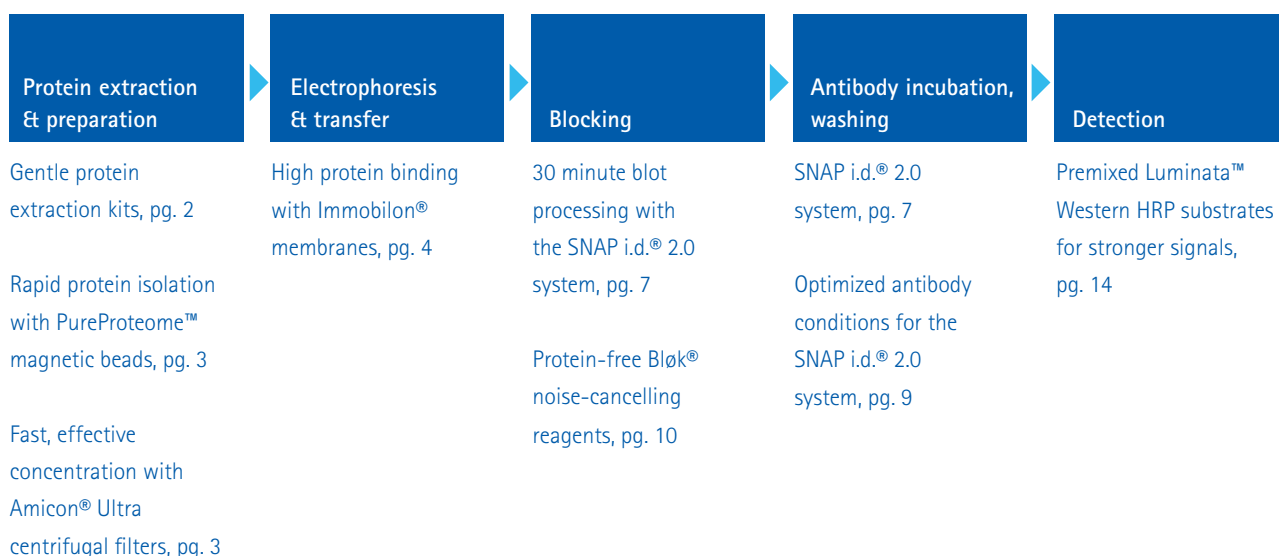 Protein extraction
& preparation
Electrophoresis
& transfer
Blocking
Antibody incubation,
washing
Detection
Gentle protein
extraction kits, pg. 2
Rapid protein isolation
with PureProteome™
magnetic beads, pg. 3
Fast, effective
concentration with
Amicon® Ultra
centrifugal filters, pg. 3
High protein binding
with Immobilon®
membranes, pg. 4
30 minute blot
processing with
the SNAP i.d.® 2.0
system, pg. 7
Protein-free Bløk®
noise-cancelling
reagents, pg. 10
SNAP i.d.® 2.0
system, pg. 7
Optimized antibody
conditions for the
SNAP i.d.® 2.0
system, pg. 9
Premixed Luminata™
Western HRP substrates
for stronger signals,
pg. 14